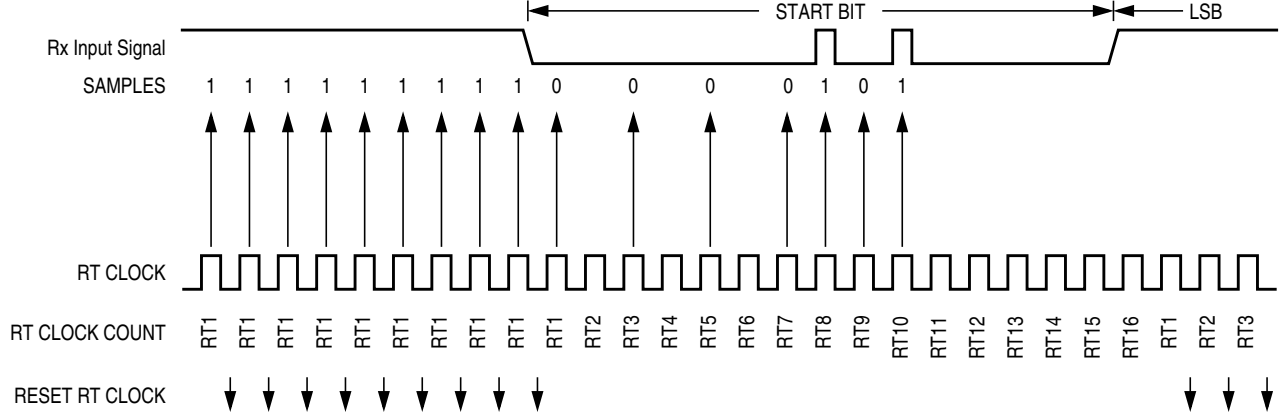 START BIT LSB
Rx Input Signal
SAMPLES 1 1 1 1 1 1 1 1 1 0 0 0 0 1 0 1
RT CLOCK
RT CLOCK COUNT RT1 RT1 RT1 RT1 RT1 RT1 RT1 RT1 RT1 RT1 RT2 RT3 RT4 RT5 RT6 RT7 RT8 RT9 RT10 RT11 RT12 RT13 RT14 RT15 RT16 RT1 RT2 RT3
RESET RT CLOCK